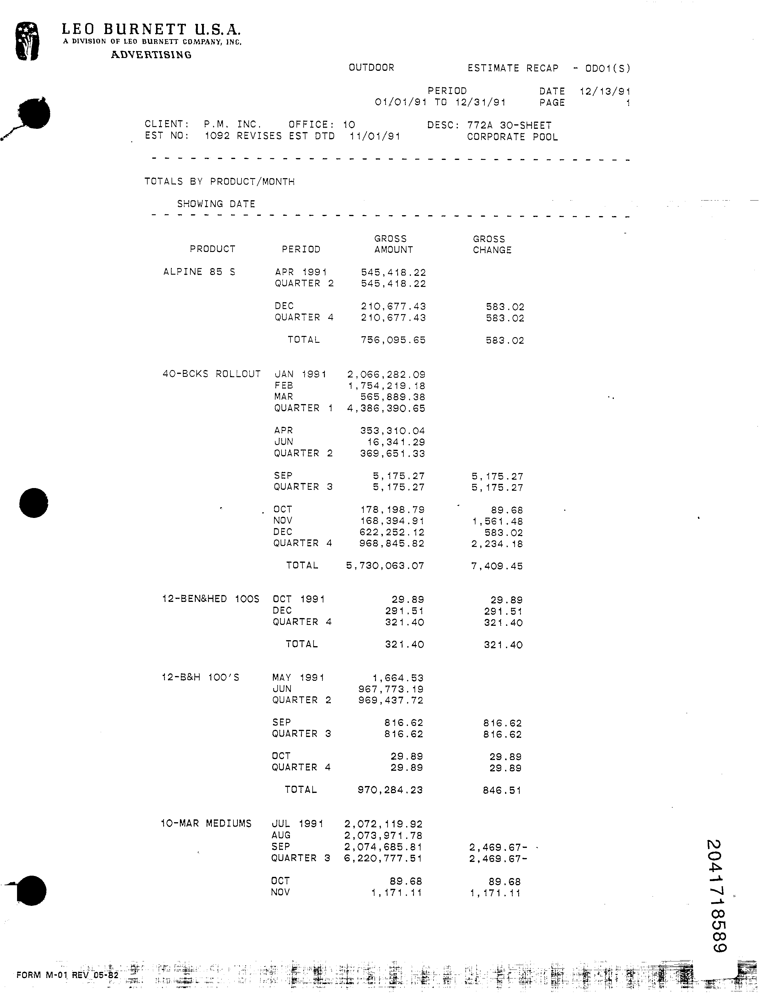 LEO BURNETT U.S.A.
A DIVISION OF LEO BURNETT COMPANY, INC.
ADVERTISING
OUTDOOR ESTIMATE RECAP - OD01(S)
PERIOD DATE 12/13/91
01/01/91 TO 12/31/91 PAGE 1
CLIENT: P.M. INC. OFFICE: 10 DESC: 772A 30-SHEET
EST NO: 1092 REVISES EST DTD 11/01/91 CORPORATE POOL
- - - - - - - - - - - - - - - - - - - - - - - - - - - - - - - - - - - - -
TOTALS BY PRODUCT/MONTH
SHOWING DATE
- - - - - - - - - - - - - - - - - - - - - - - - - - - - - - - - - - - - -
GROSS GROSS
PRODUCT PERIOD AMOUNT CHANGE
ALPINE 85 S APR 1991 545,418.22
QUARTER 2 545,418.22
DEC 210,677.43 583.02
QUARTER 4 210,677.43 583.02
TOTAL 756,095.65 583.02
40-BCKS ROLLOUT JAN 1991 2,066,282.09
FEB 1,754,219.18
MAR 565,889.38
QUARTER 1 4,386,390.65
APR 353,310.04
JUN 16,341.29
QUARTER 2 369,651.33
SEP 5,175.27 5,175.27
QUARTER 3 5,175.27 5,175.27
OCT 178,198.79 89.68
NOV 168,394.91 1,561.48
DEC 622,252.12 583.02
QUARTER 4 968,845.82 2,234.18
TOTAL 5,730,063.07 7,409.45
12-BEN&HED 100S OCT 1991 29.89 29.89
DEC 291.51 291.51
QUARTER 4 321.40 321.40
TOTAL 321.40 321.40
12-B&H 100'S MAY 1991 1,664.53
JUN 967,773.19
QUARTER 2 969,437.72
SEP 816.62 816.62
QUARTER 3 816.62 816.62
OCT 29.89 29.89
QUARTER 4 29.89 29.89
TOTAL 970,284.23 846.51
10-MAR MEDIUMS JUL 1991 2,072,119.92
AUG 2,073,971.78
SEP 2,074,685.81 2,469.67-
QUARTER 3 6,220,777.51 2,469.67-
OCT 89.68 89.68
NOV 1,171.11 1,171.11
2041718589
FORM M-01 REV 05-82